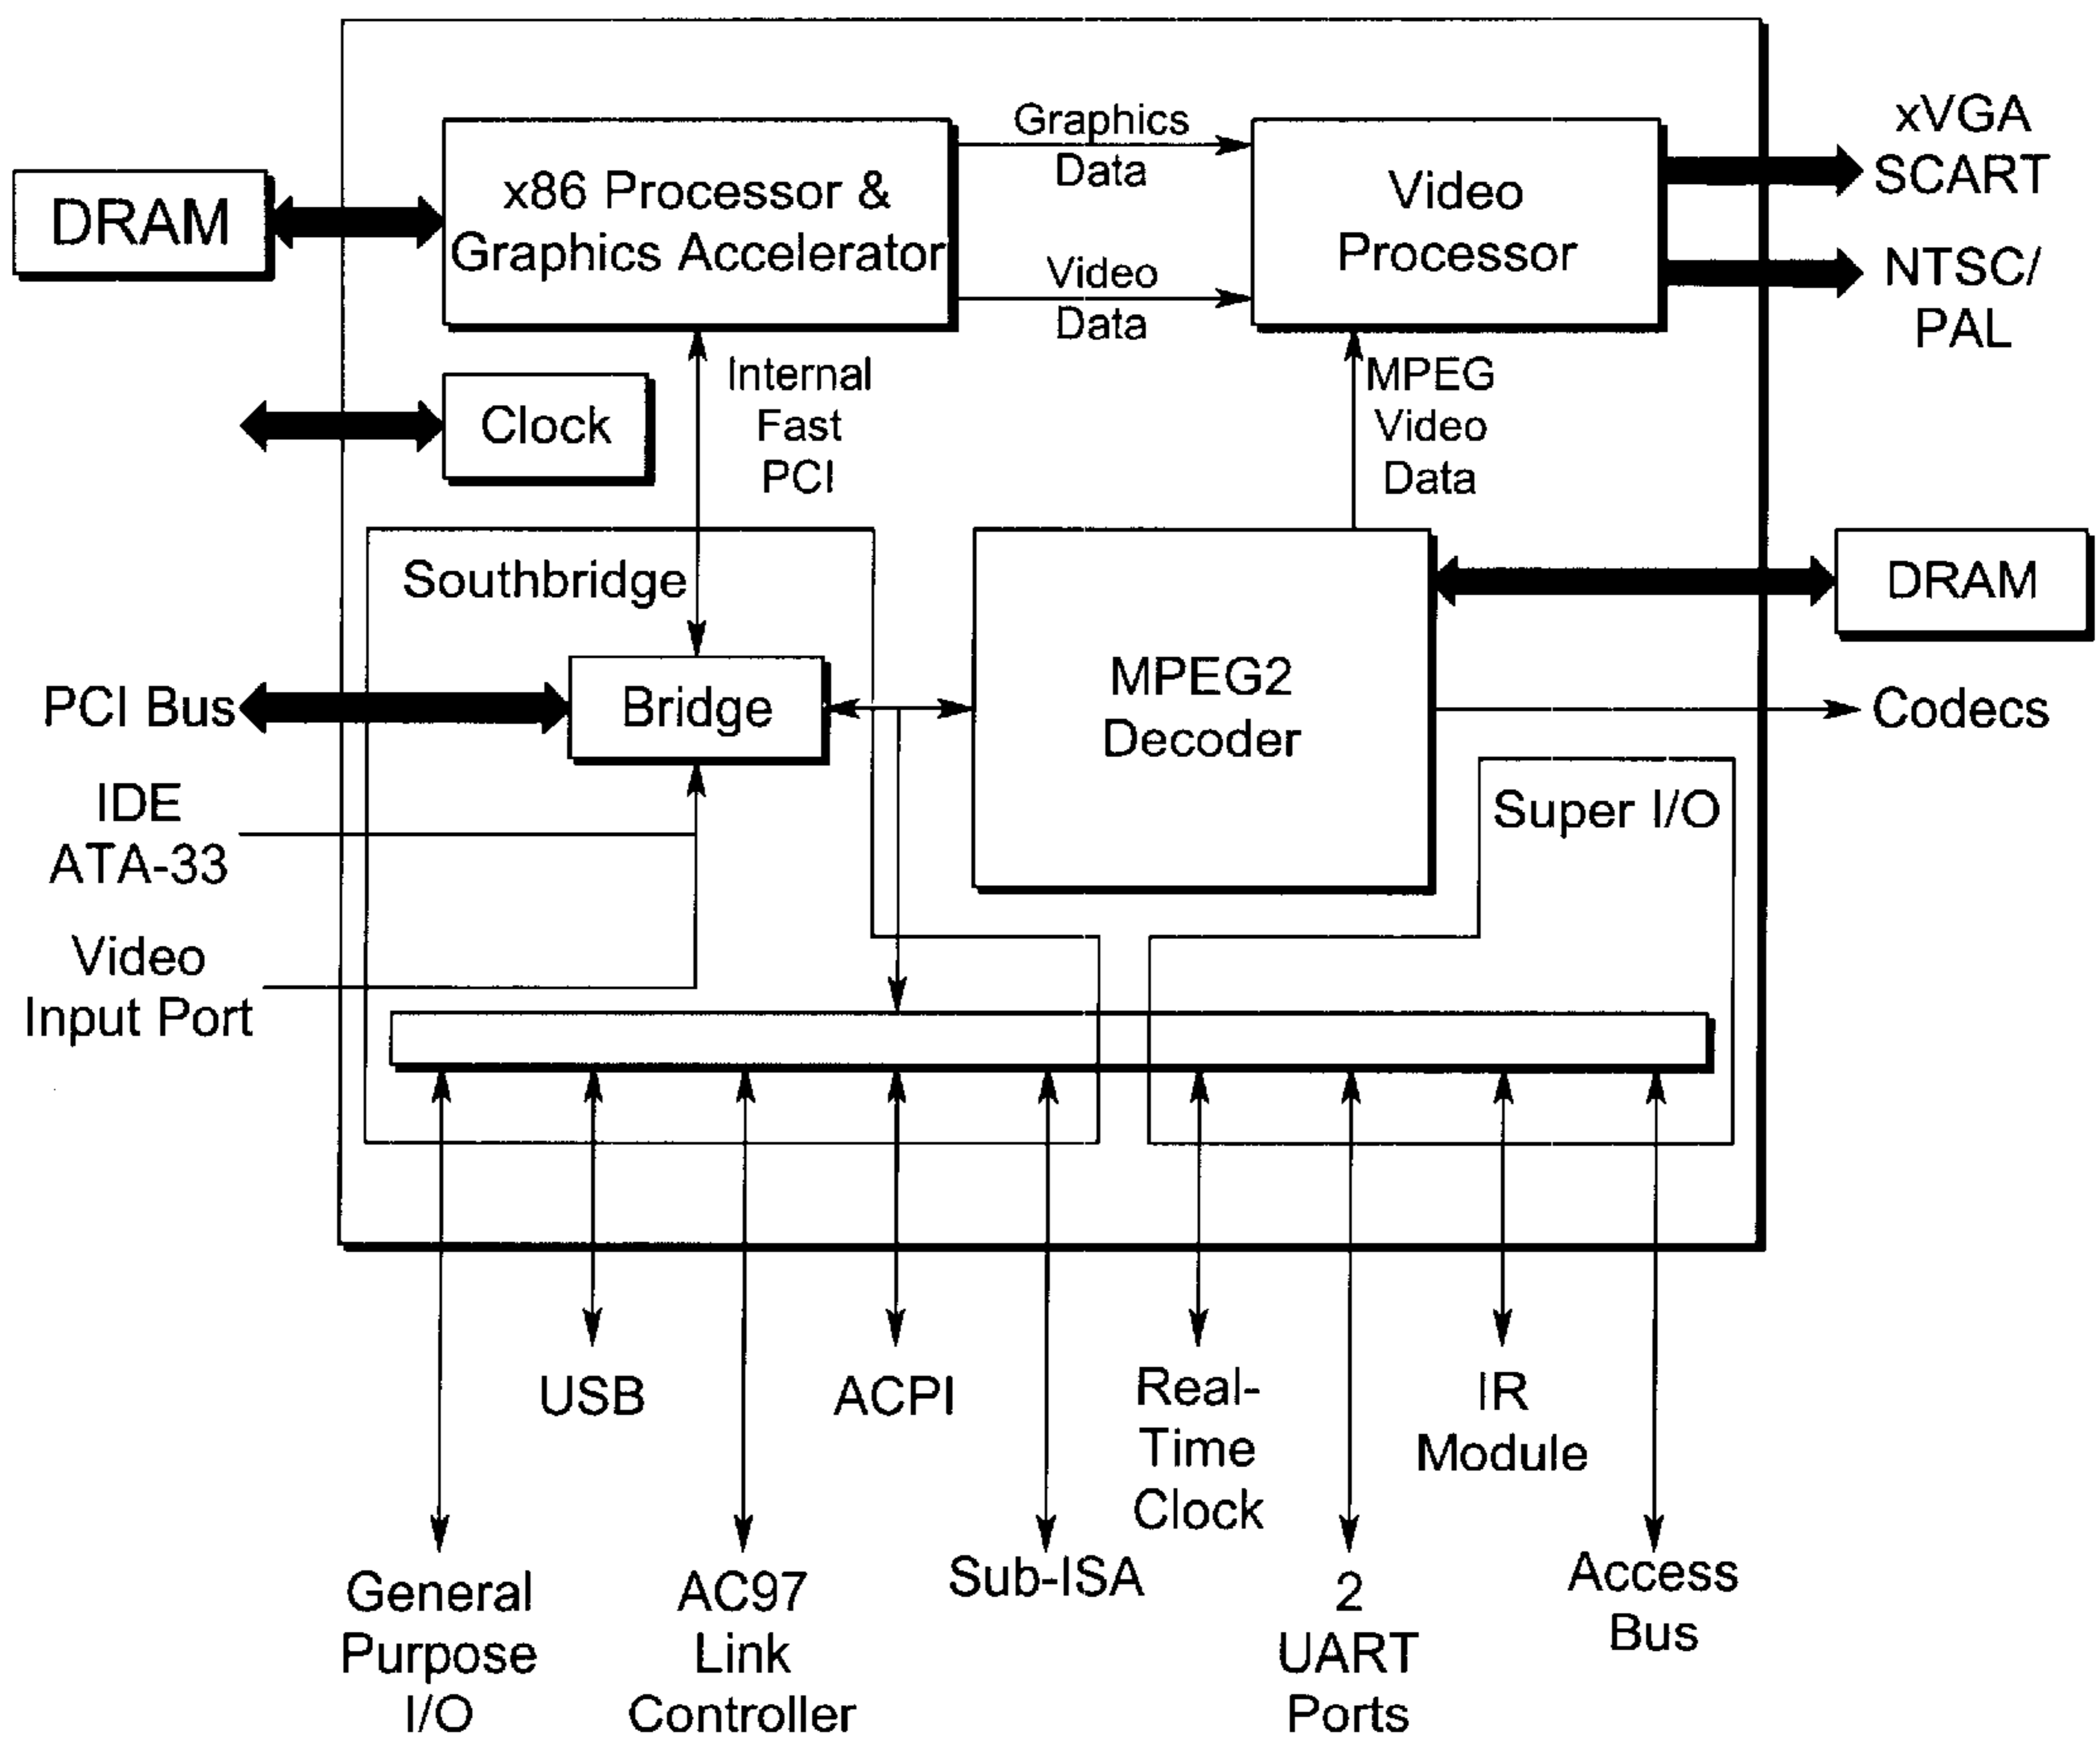 DRAM
x86 Processor &
Graphics Accelerator
Graphics
Data
Video
Data
Video
Processor
xVGA
SCART
NTSC/
PAL
Clock
Internal
Fast
PCI
MPEG
Video
Data
Southbridge
Bridge
MPEG2
Decoder
DRAM
Codecs
PCI Bus
IDE
ATA-33
Video
Input Port
Super I/O
USB
ACPI
Real-
Time
Clock
IR
Module
General
Purpose
I/O
AC97
Link
Controller
Sub-ISA
2
UART
Ports
Access
Bus